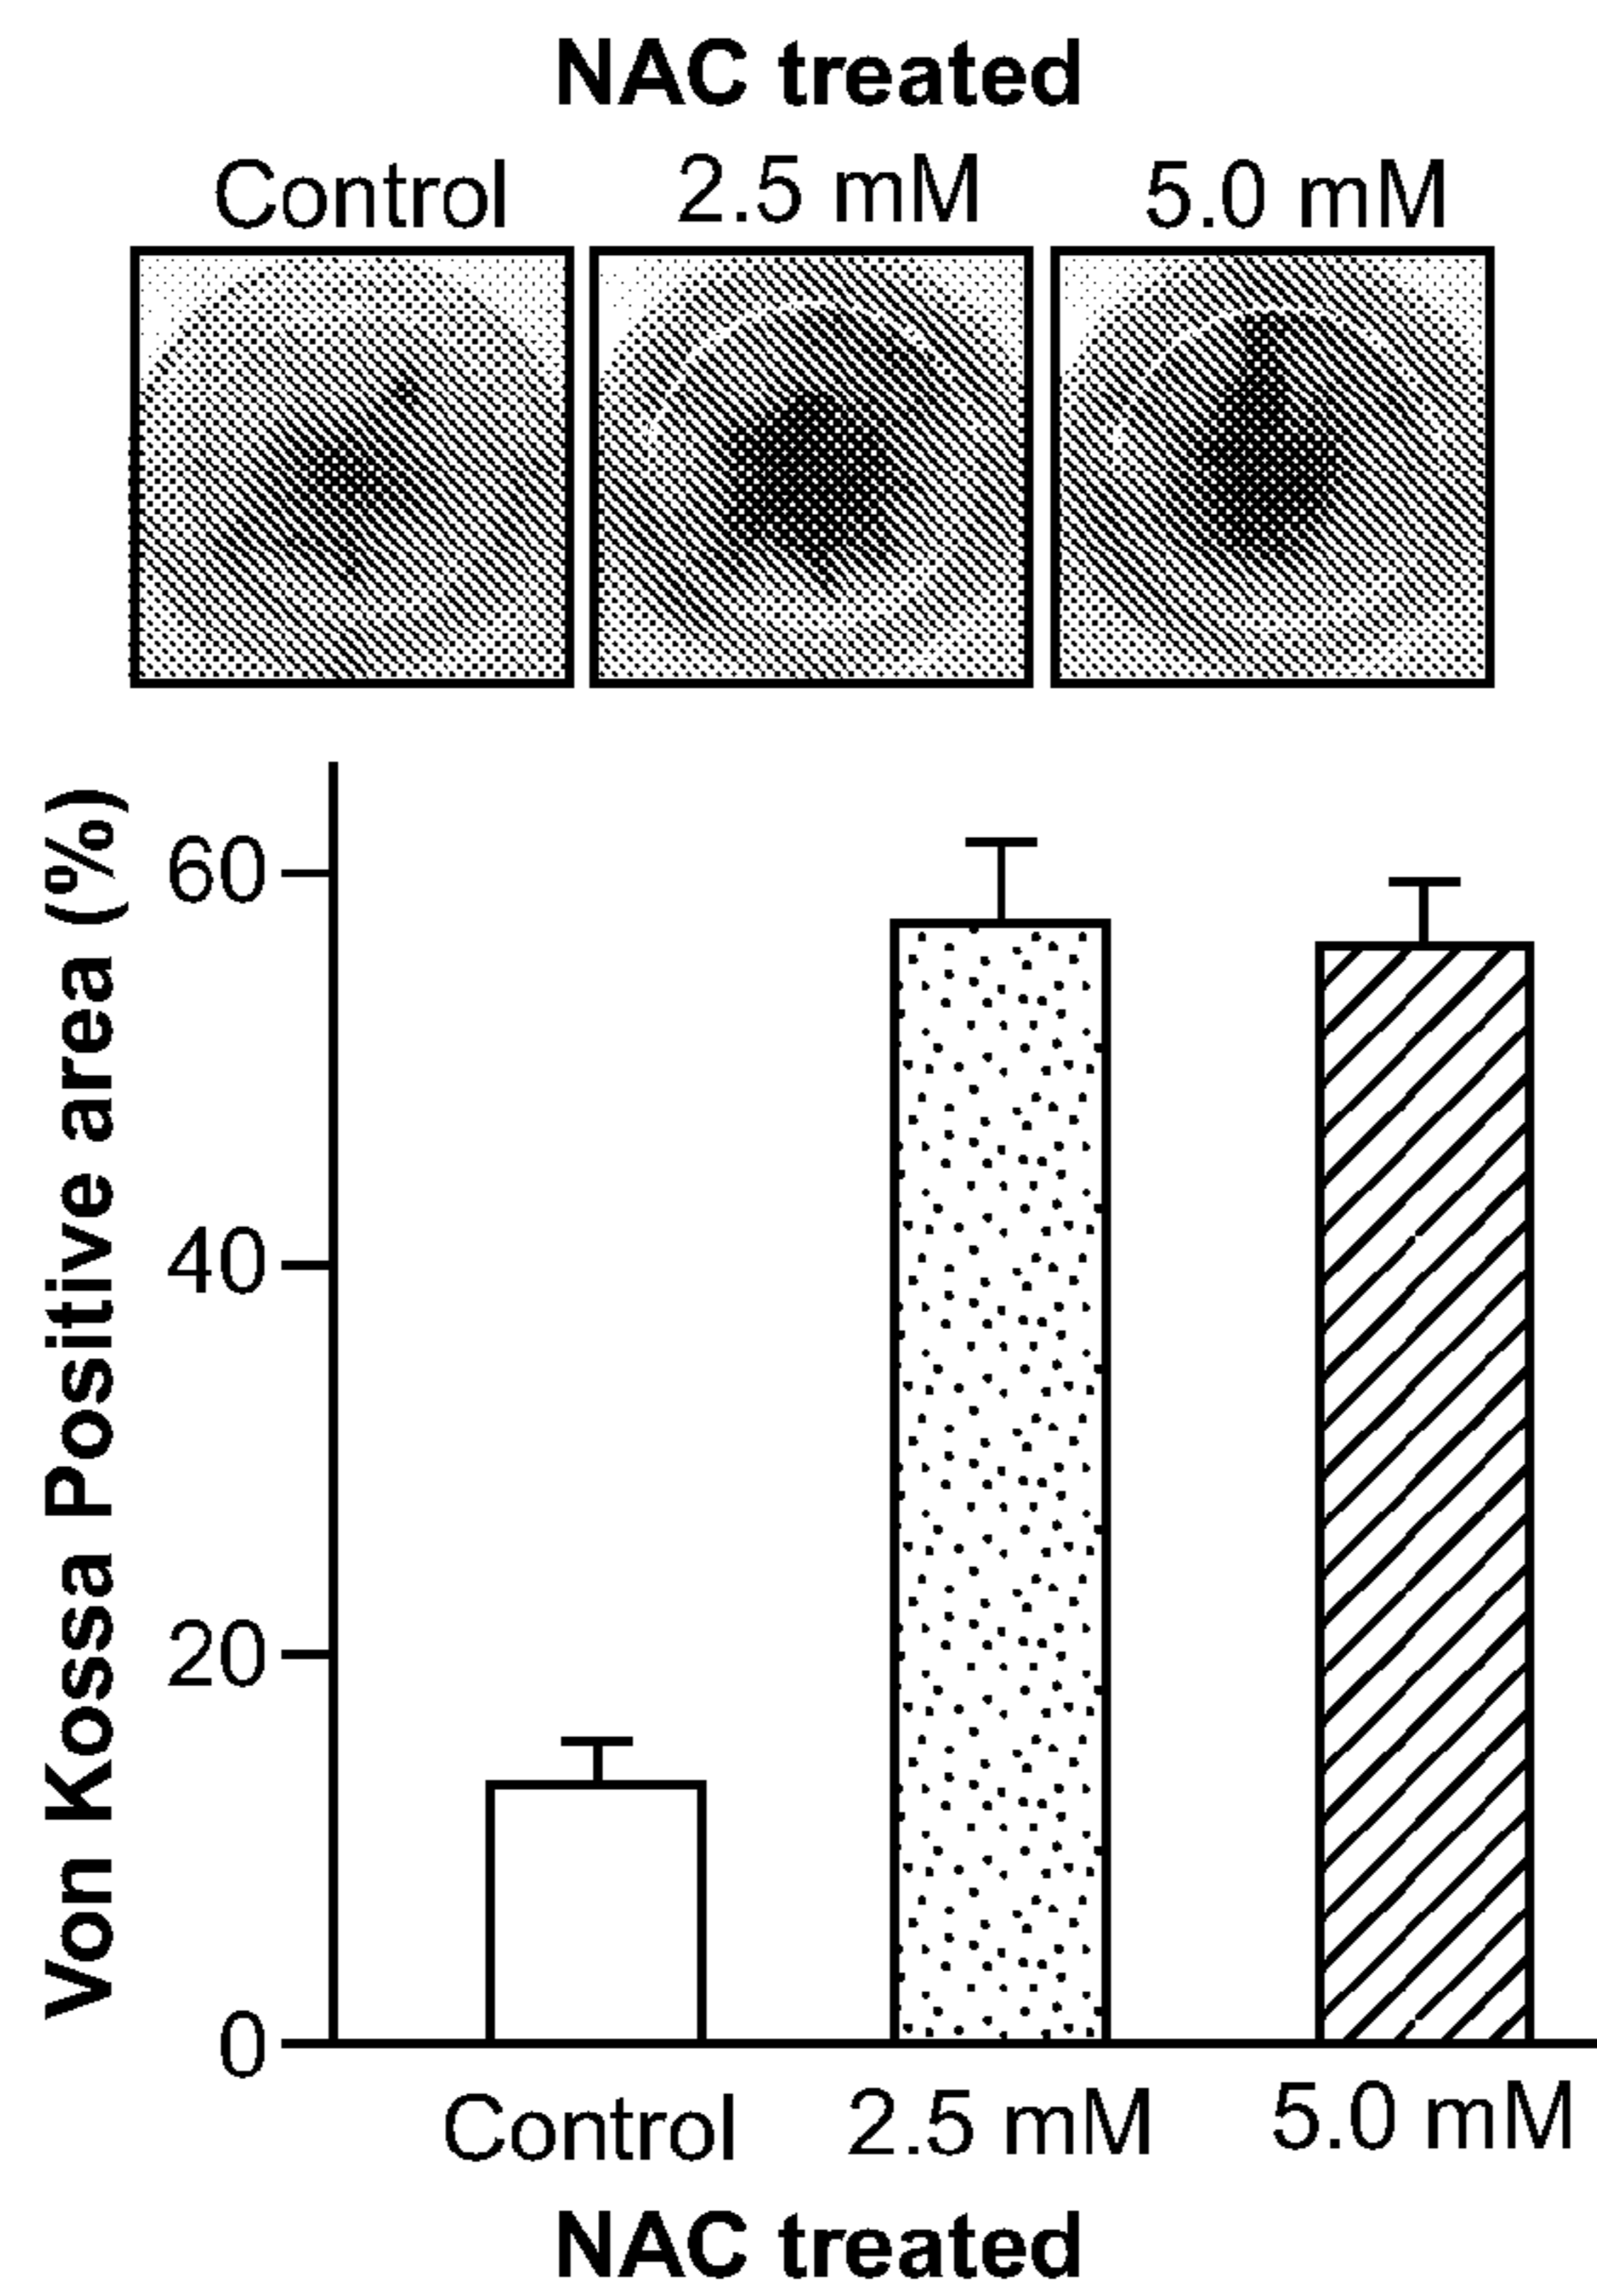 NAC treated
Control 2.5 mM 5.0 mM
Von Kossa Positive area (%)
60
40
20
0
Control 2.5 mM 5.0 mM
NAC treated